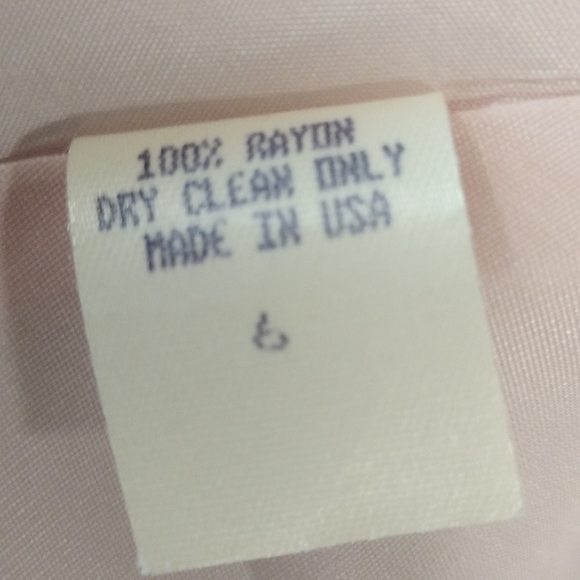 100% RAYON
DRY CLEAN ONLY
MADE IN USA
6